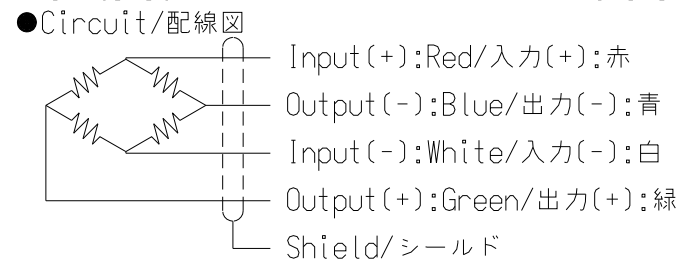 ●Circuit/配線図
Input(+):Red/入力(+):赤
Output(-):Blue/出力(-):青
Input(-):White/入力(-):白
Output(+):Green/出力(+):緑
Shield/シールド